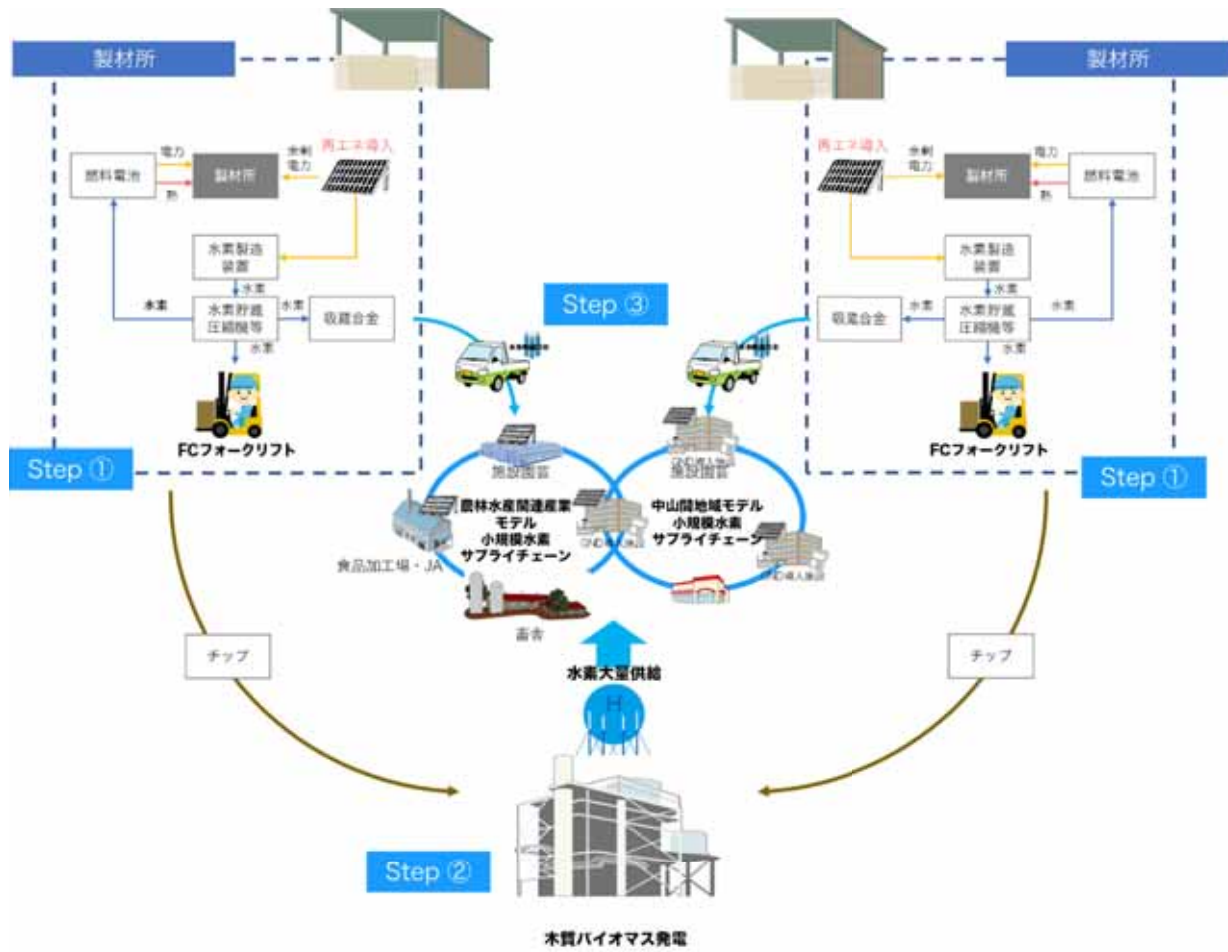 製材所
製材所
電力
燃料電池
製材所
熱
余剰
電力
再エネ導入
水素製造
装置
水素
水素
水素貯蔵
圧縮機等
水素
吸蔵合金
水素
FCフォークリフト
Step ①
再エネ導入
余剰
電力
製材所
電力
熱
燃料電池
水素製造
装置
水素
吸蔵合金
水素
水素貯蔵
圧縮機等
水素
水素
FCフォークリフト
Step ①
Step ③
施設園芸
施設園芸
農林水産関連産業
モデル
小規模水素
サプライチェーン
中山間地域モデル
小規模水素
サプライチェーン
食品加工場・JA
畜舎
チップ
チップ
水素大量供給
H
Step ②
木質バイオマス発電